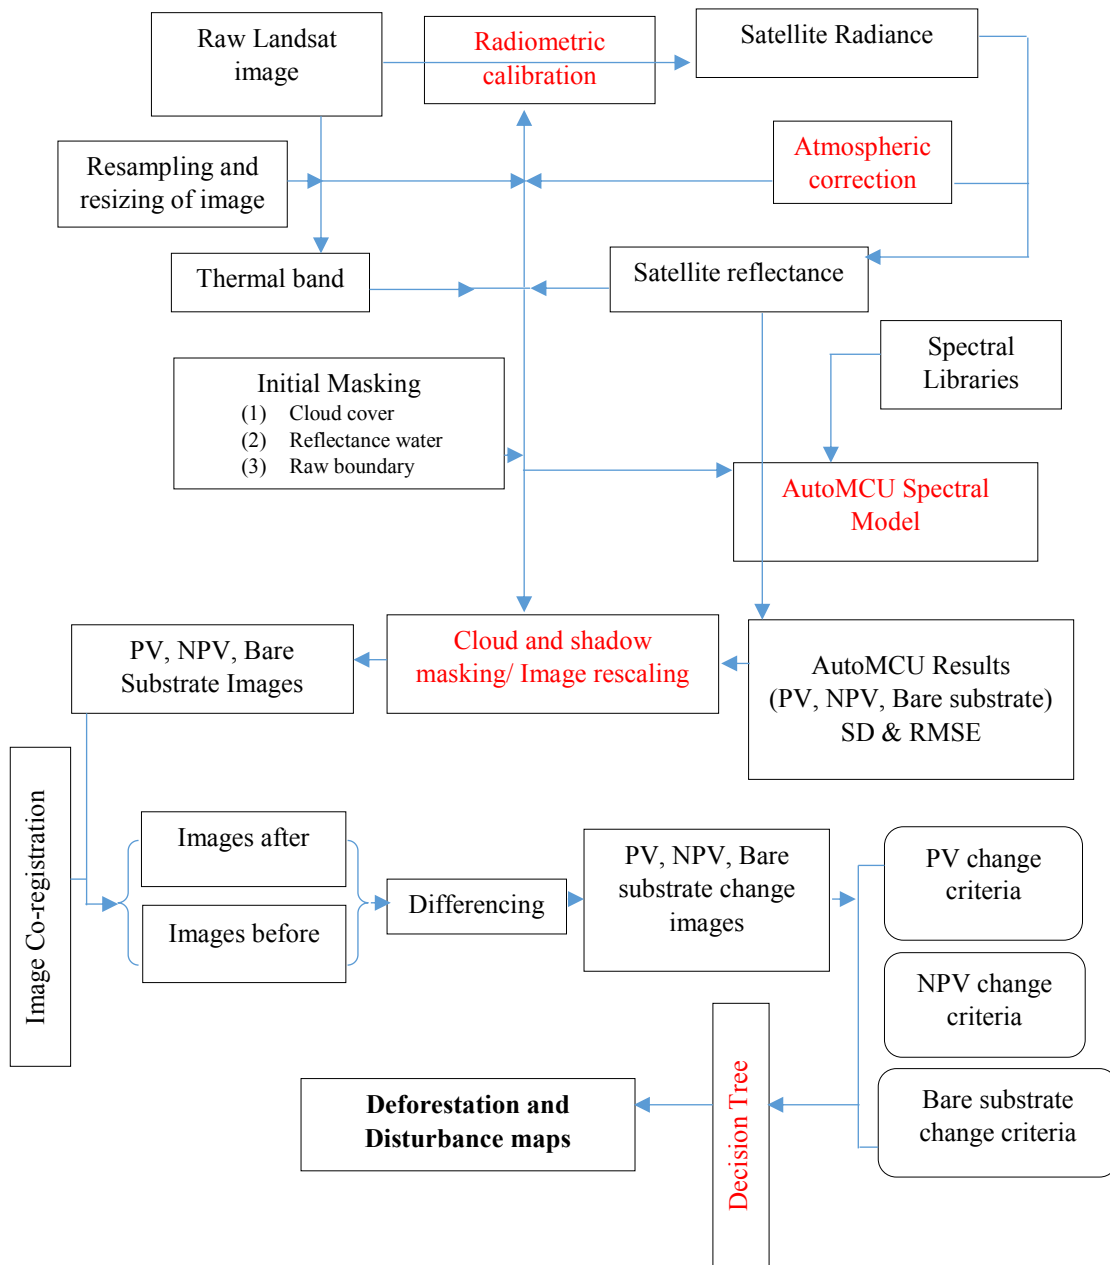 Raw Landsat
image
Radiometric
calibration
Satellite Radiance
Resampling and
resizing of image
Atmospheric
correction
Thermal band
Satellite reflectance
Spectral
Libraries
Initial Masking
(1) Cloud cover
(2) Reflectance water
(3) Raw boundary
AutoMCU Spectral
Model
PV, NPV, Bare
Substrate Images
Cloud and shadow
masking/ Image rescaling
AutoMCU Results
(PV, NPV, Bare substrate)
SD & RMSE
Image Co-registration
Images after
Images before
Differencing
PV, NPV, Bare
substrate change
images
PV change
criteria
NPV change
criteria
Bare substrate
change criteria
Decision Tree
Deforestation and
Disturbance maps